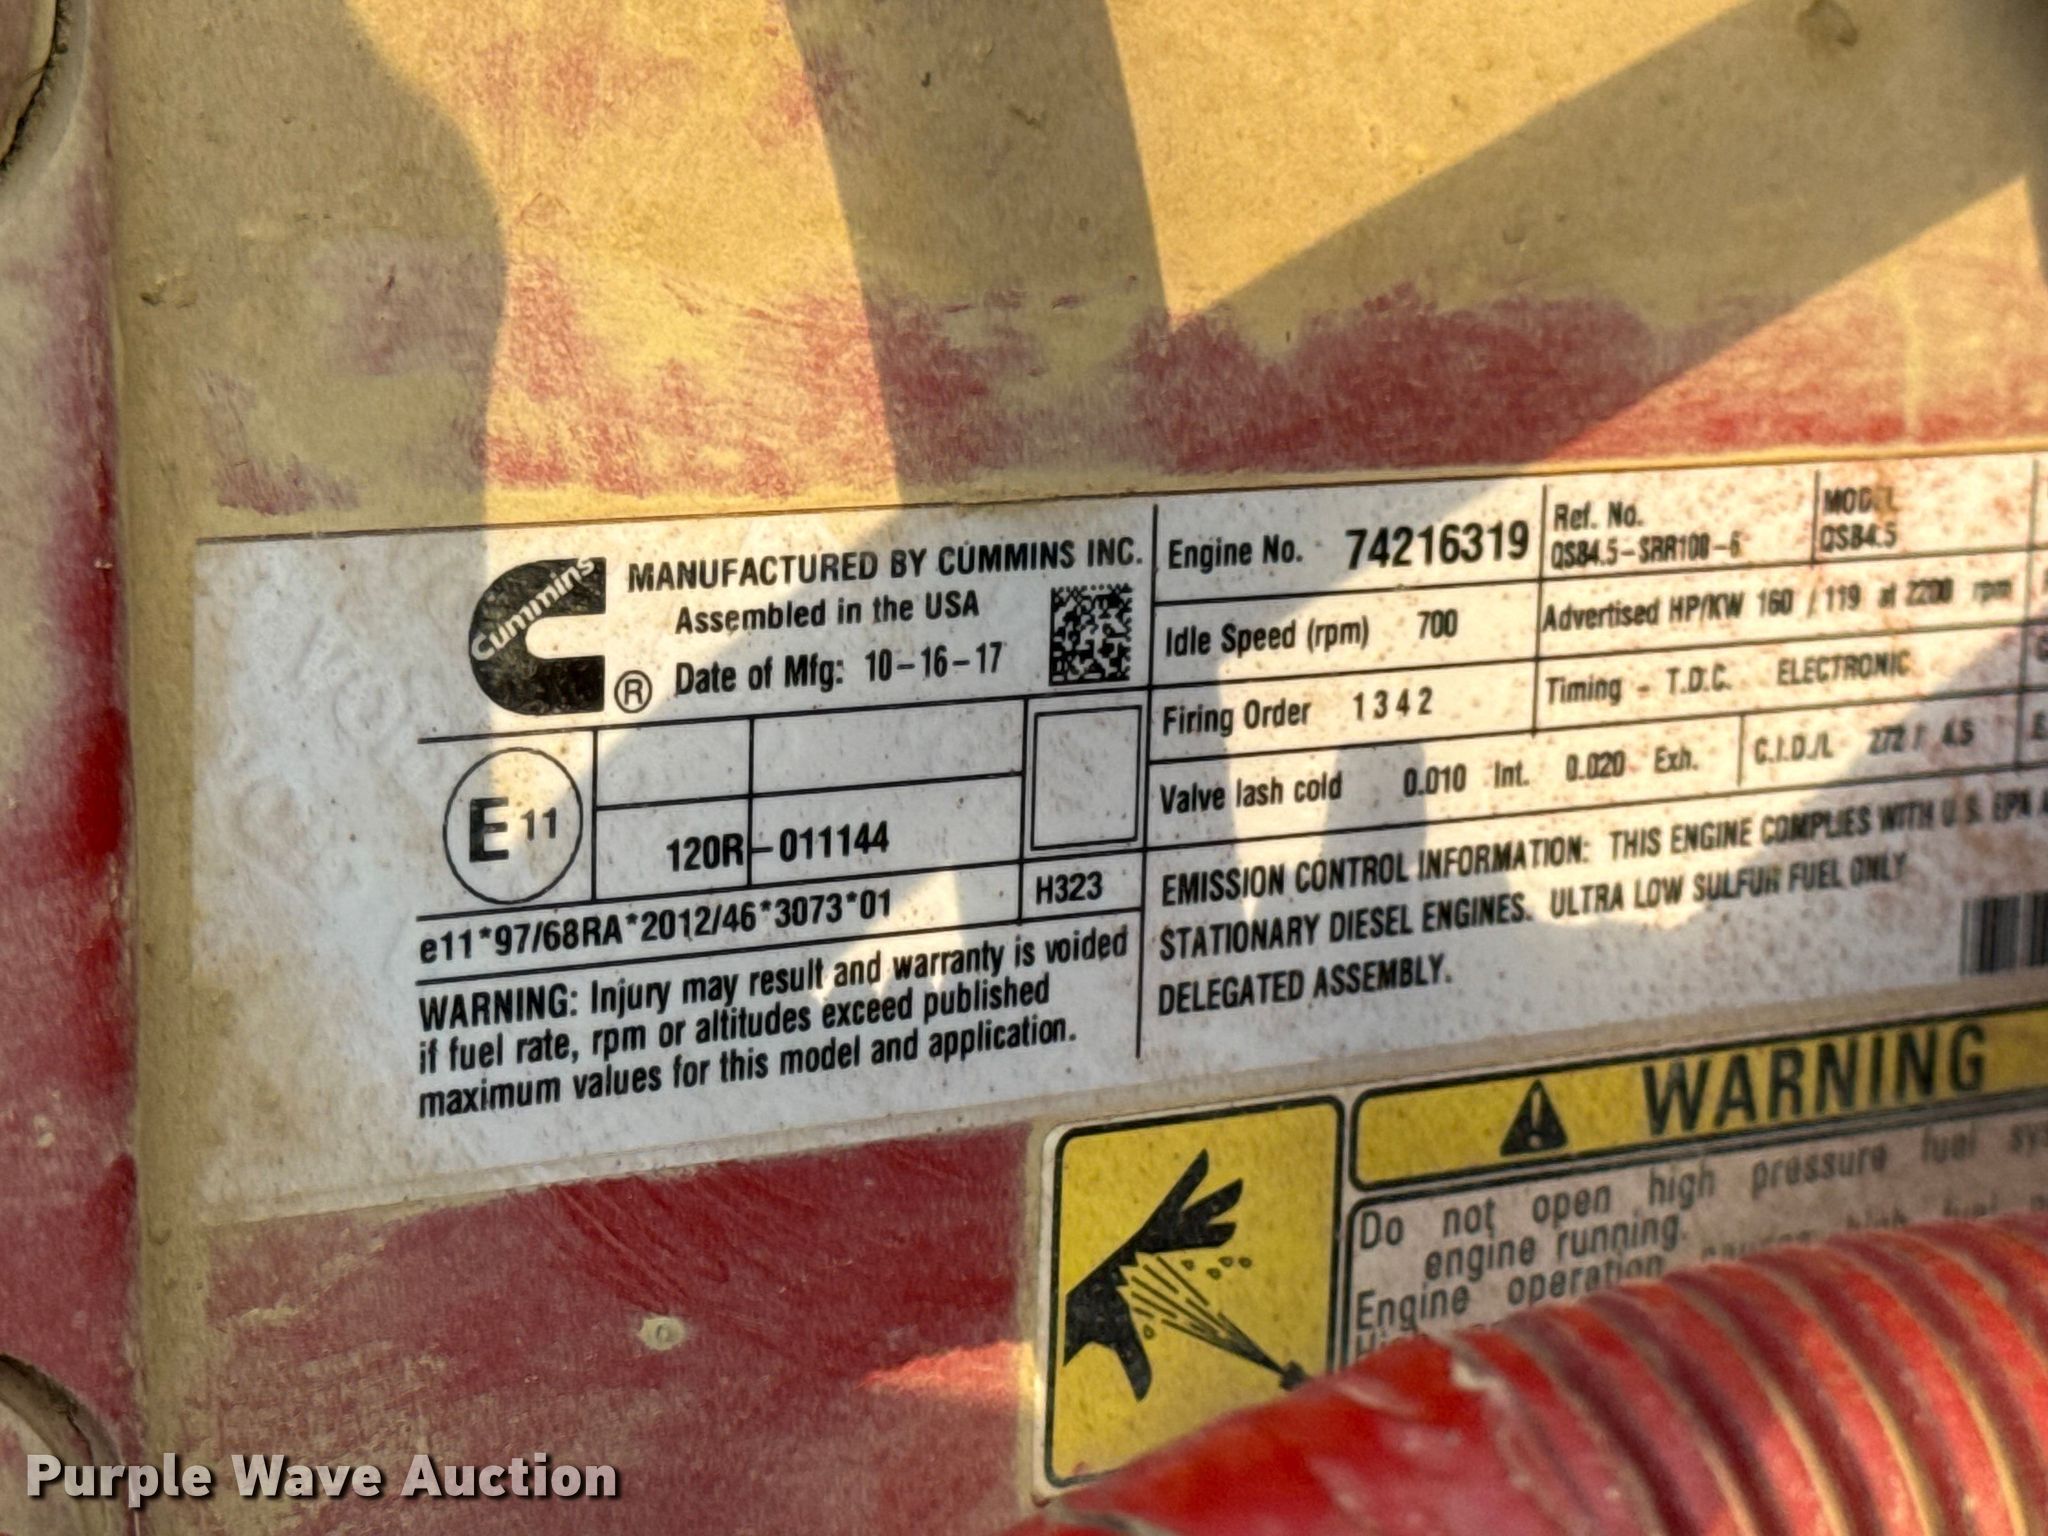 Cummins
®
MANUFACTURED BY CUMMINS INC.
Assembled in the USA
Date of Mfg: 10-16-17
E 11
120R-011144
e11*97/68RA*2012/46*3073*01
H323
WARNING: Injury may result and warranty is voided
if fuel rate, rpm or altitudes exceed published
maximum values for this model and application.
Engine No. 74216319
Ref. No.
MODEL
QSB4.5
Idle Speed (rpm) 700
Advertised HP/KW 160 / 119 at 2200 rpm
Firing Order 1 3 4 2
Timing - T.D.C. ELECTRONIC
Valve lash cold 0.010 Int. 0.020 Exh.
C.I.D./L 272 / 4.5
EMISSION CONTROL INFORMATION: THIS ENGINE COMPLIES WITH U.S. EPA
STATIONARY DIESEL ENGINES. ULTRA LOW SULFUR FUEL ONLY
DELEGATED ASSEMBLY.
WARNING
Do not open high pressure fuel
engine running.
Engine operation
Purple Wave Auction